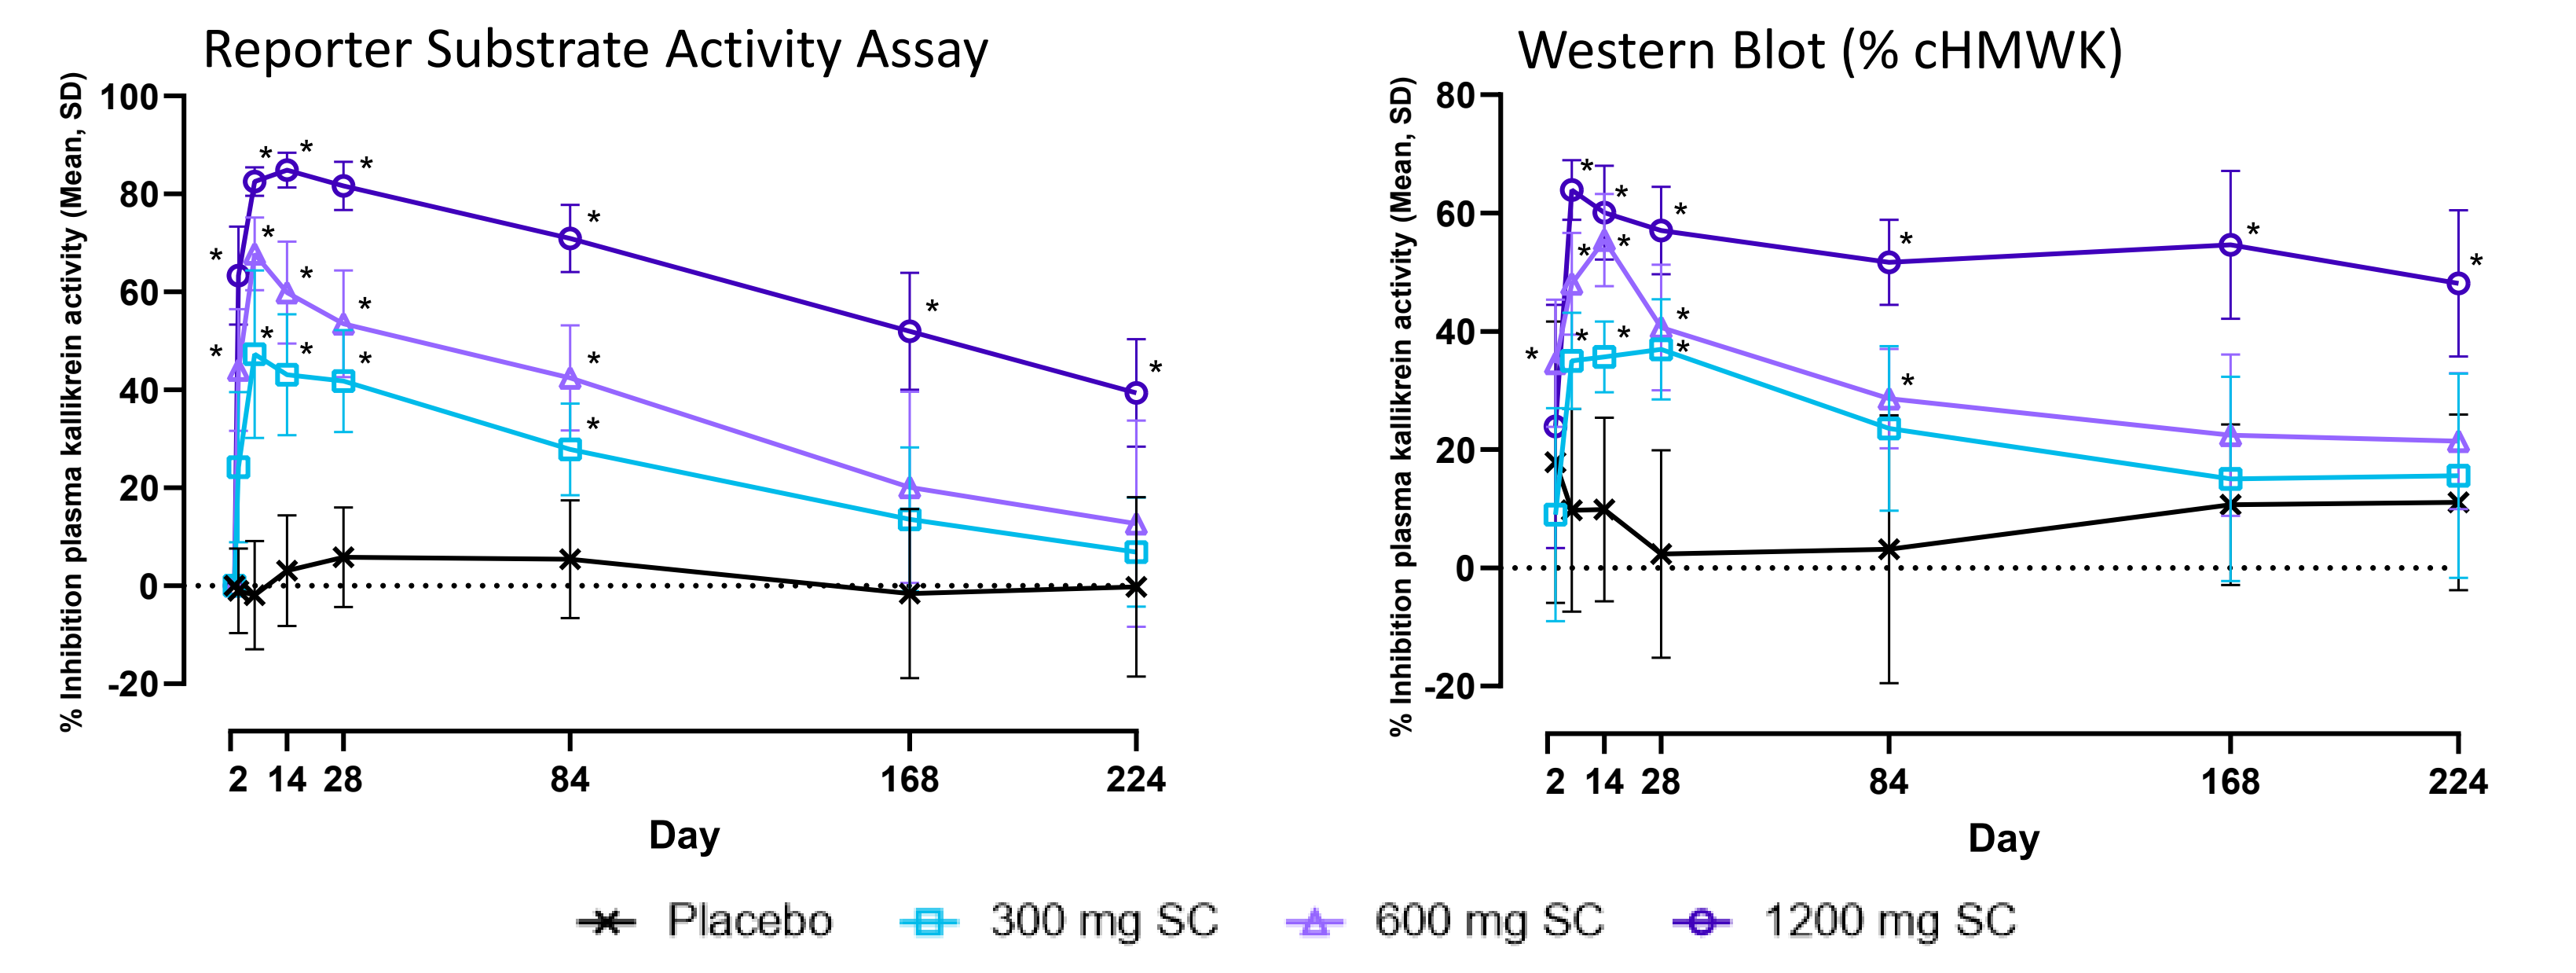 Reporter Substrate Activity Assay
% Inhibition plasma kallikrein activity (Mean, SD)
100
80
60
40
20
0
-20
* * * * * * *
* * * * *
* * * *
2 14 28 84 168 224
Day
Western Blot (% cHMWK)
% Inhibition plasma kallikrein activity (Mean, SD)
80
60
40
20
0
-20
* * * * * *
* * * * *
* * *
2 14 28 84 168 224
Day
Placebo 300 mg SC 600 mg SC 1200 mg SC